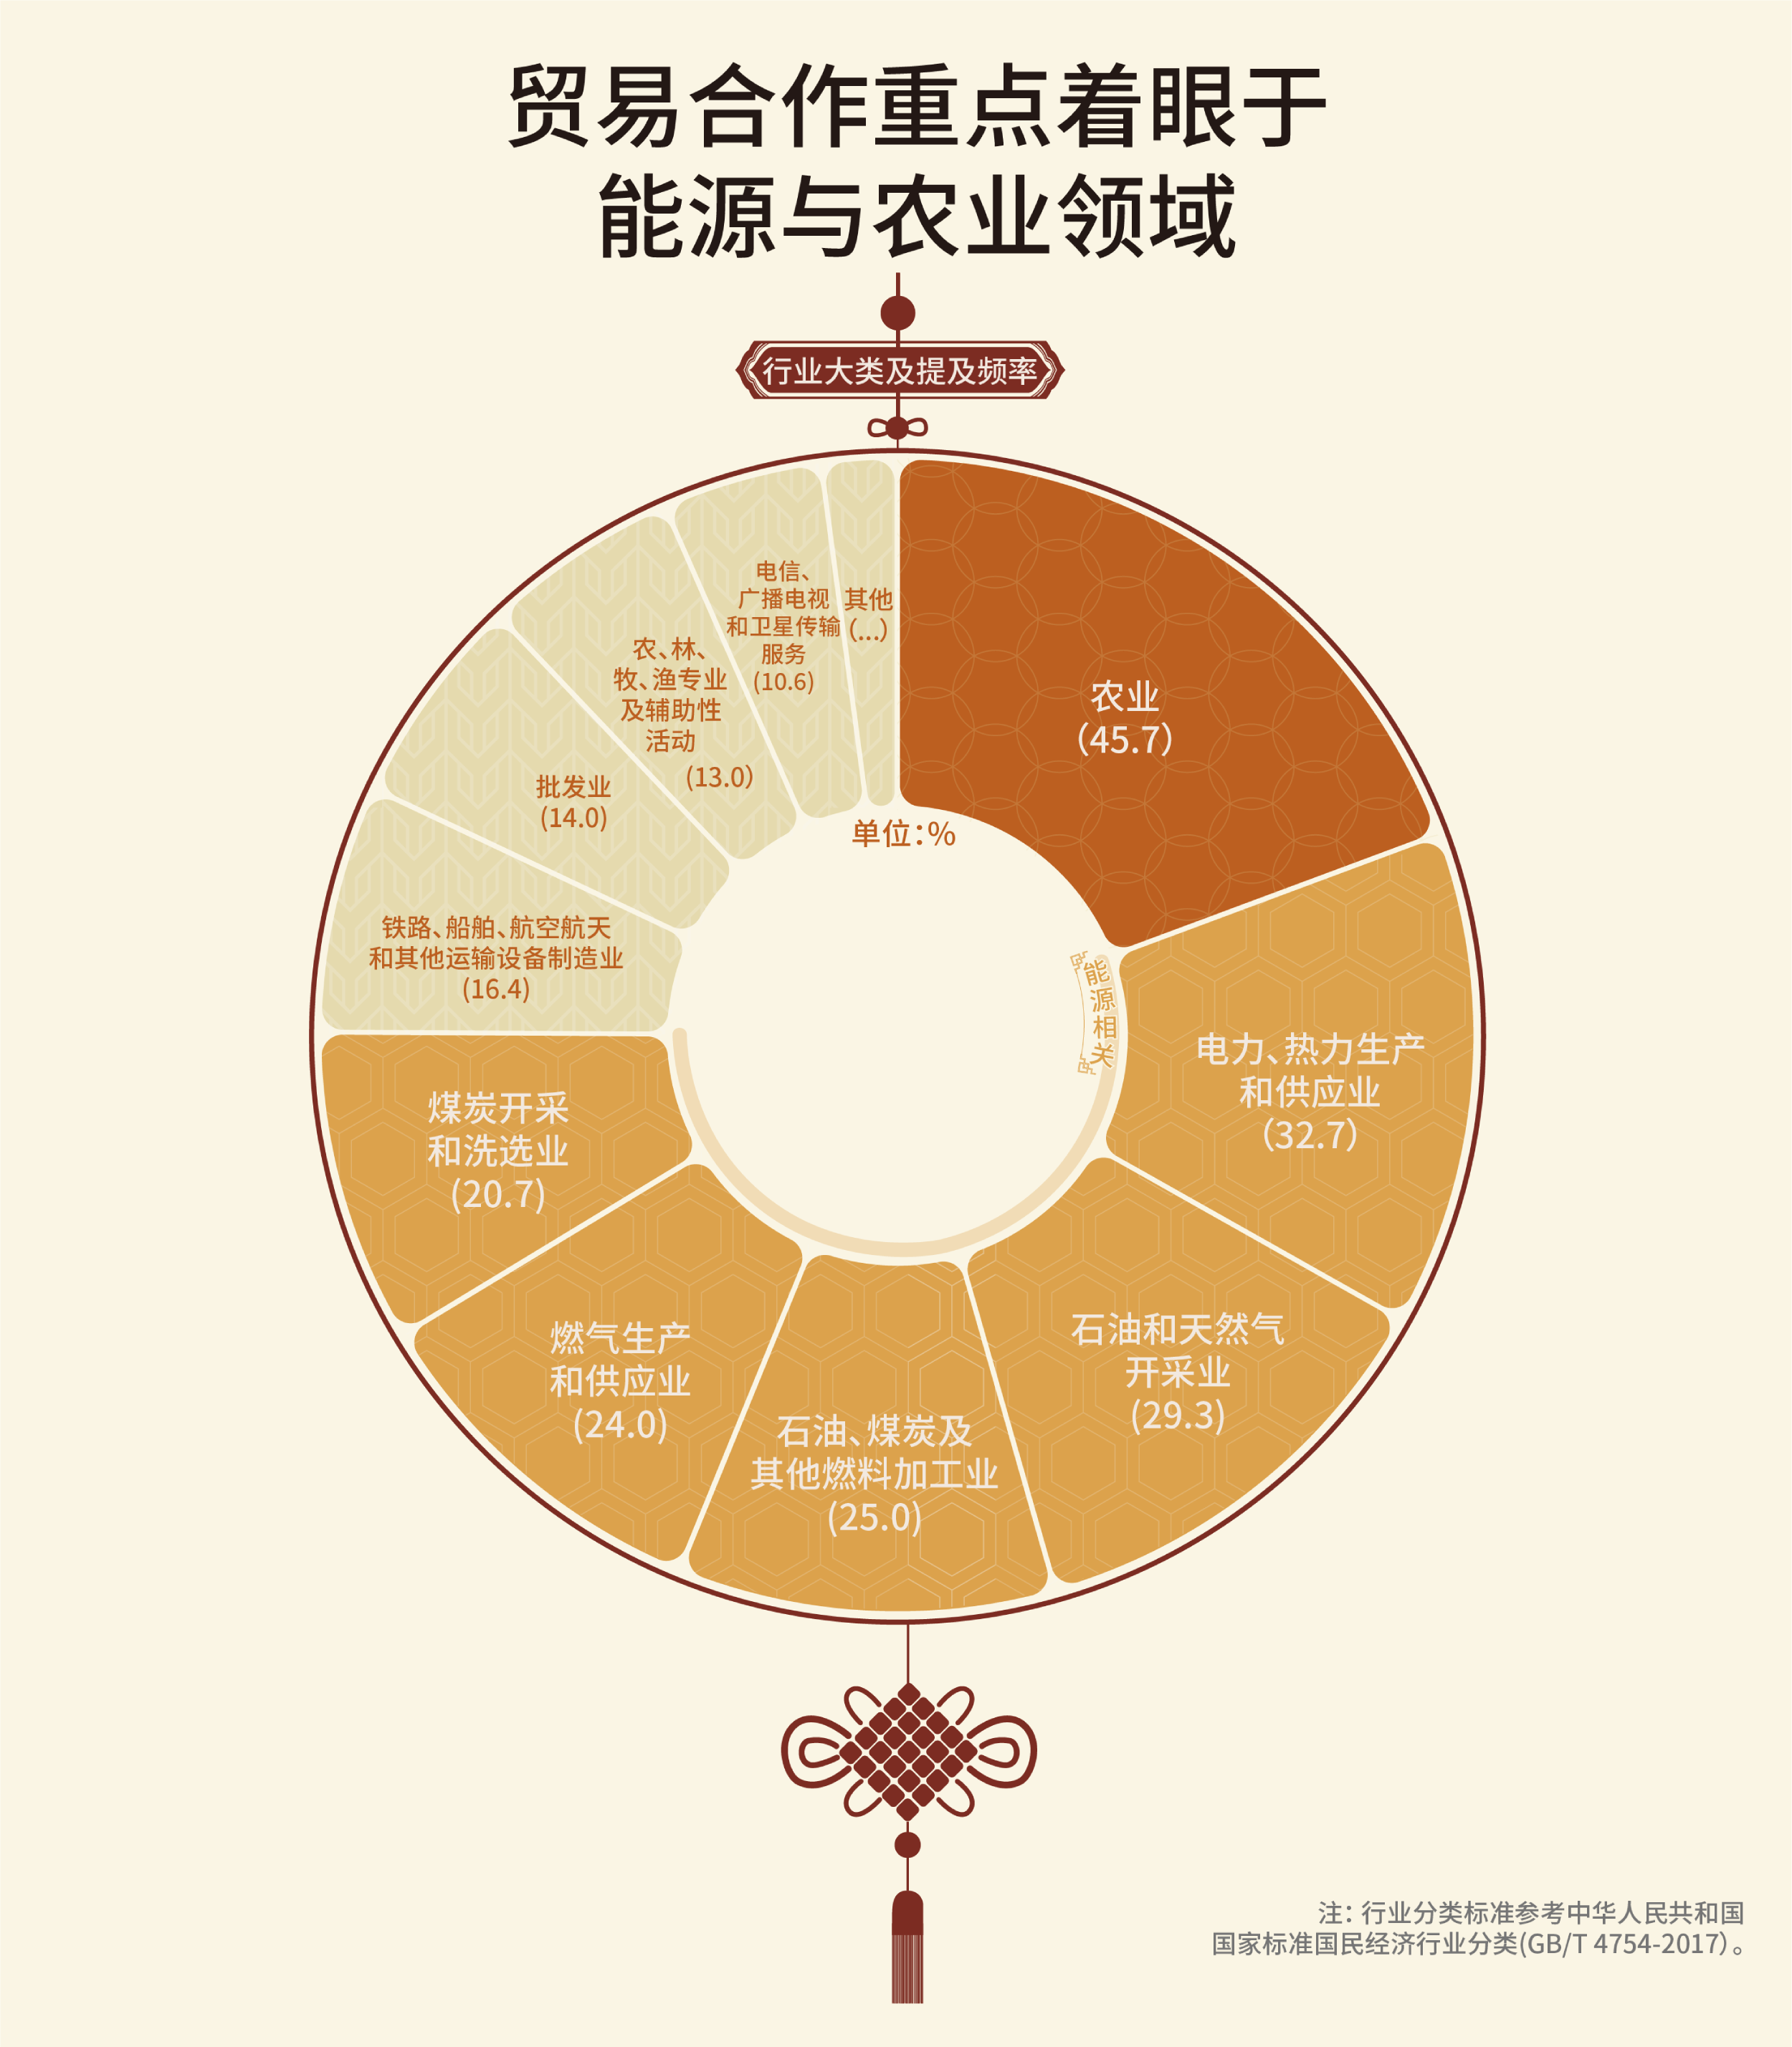 贸易合作重点着眼于
能源与农业领域
行业大类及提及频率
农业
（45.7）
电力、热力生产
和供应业
（32.7）
石油和天然气
开采业
(29.3)
石油、煤炭及
其他燃料加工业
(25.0)
燃气生产
和供应业
(24.0)
煤炭开采
和洗选业
(20.7)
铁路、船舶、航空航天
和其他运输设备制造业
(16.4)
批发业
(14.0)
农、林、
牧、渔专业
及辅助性
活动
(13.0）
电信、
广播电视
和卫星传输
服务
(10.6)
其他
(...）
单位：%
能源相关
注：行业分类标准参考中华人民共和国
国家标准国民经济行业分类(GB/T 4754-2017）。